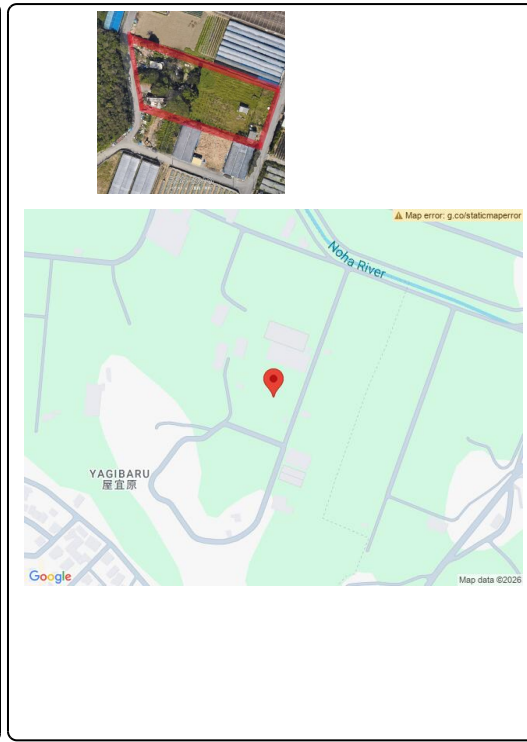 Map error: g.co/staticmaperror
Noha River
YAGIBARU
屋宜原
Google
Map data ©2026